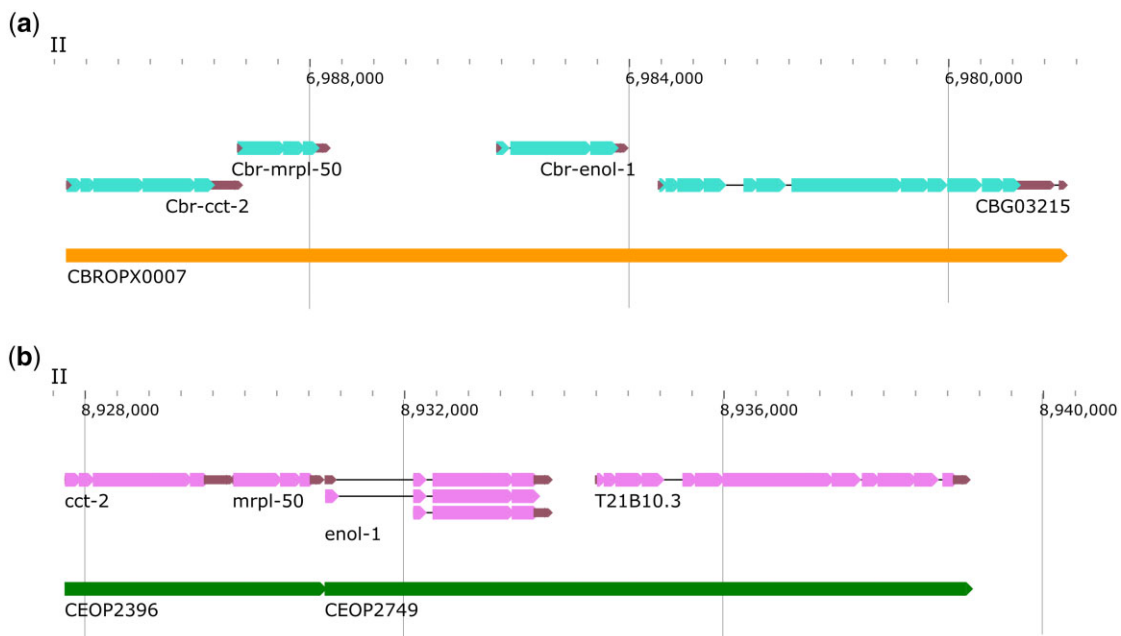 (a)
II
6,988,000 6,984,000 6,980,000
Cbr-mrpl-50 Cbr-enol-1
Cbr-cct-2 CBG03215
CBROPX0007
(b)
II
8,928,000 8,932,000 8,936,000 8,940,000
cct-2 mrpl-50 T21B10.3
enol-1
CEOP2396 CEOP2749